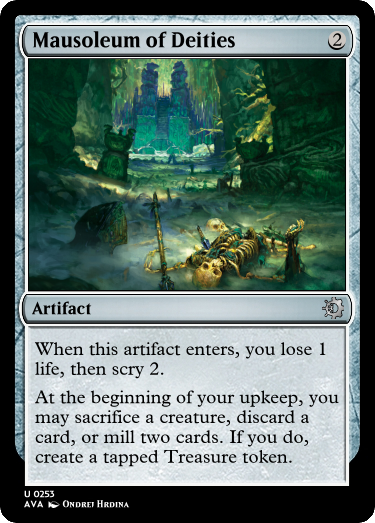 Mausoleum of Deities 2
Artifact
When this artifact enters, you lose 1
life, then scry 2.
At the beginning of your upkeep, you
may sacrifice a creature, discard a
card, or mill two cards. If you do,
create a tapped Treasure token.
U 0253
AVA Ondrej Hrdina